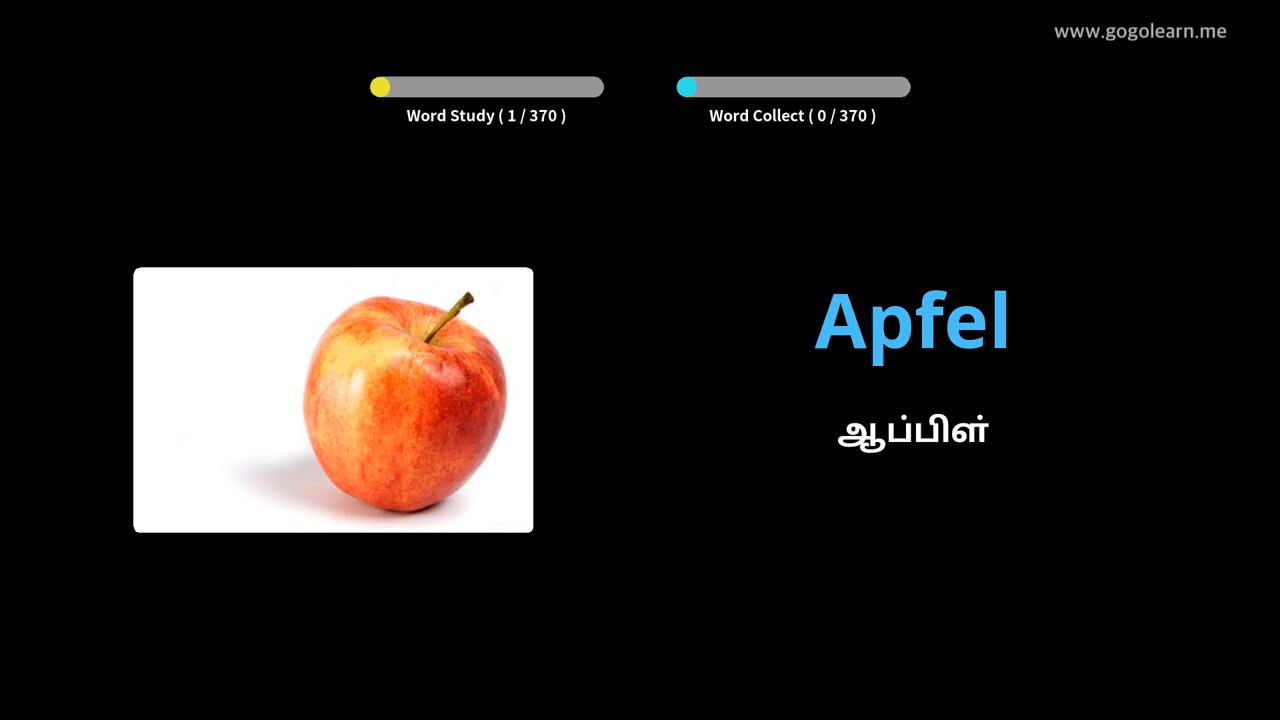 www.gogolearn.me
Word Study ( 1 / 370 )
Word Collect ( 0 / 370 )
Apfel
ஆப்பிள்